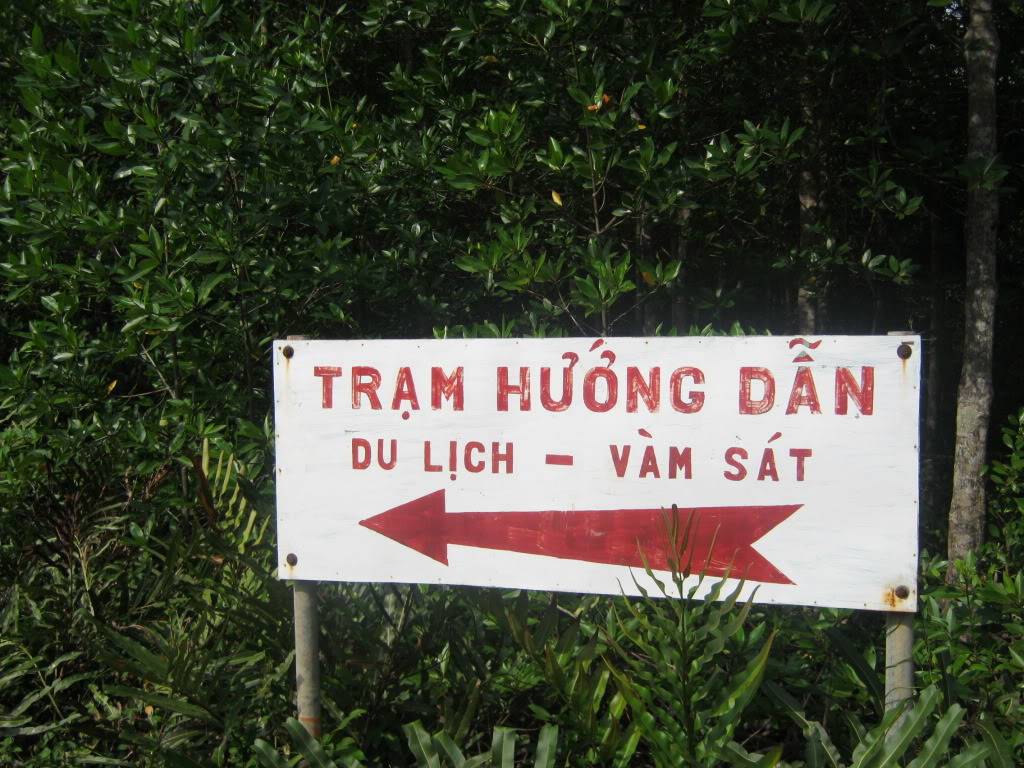 TRẠM HƯỚNG DẪN
DU LỊCH - VÀM SÁT